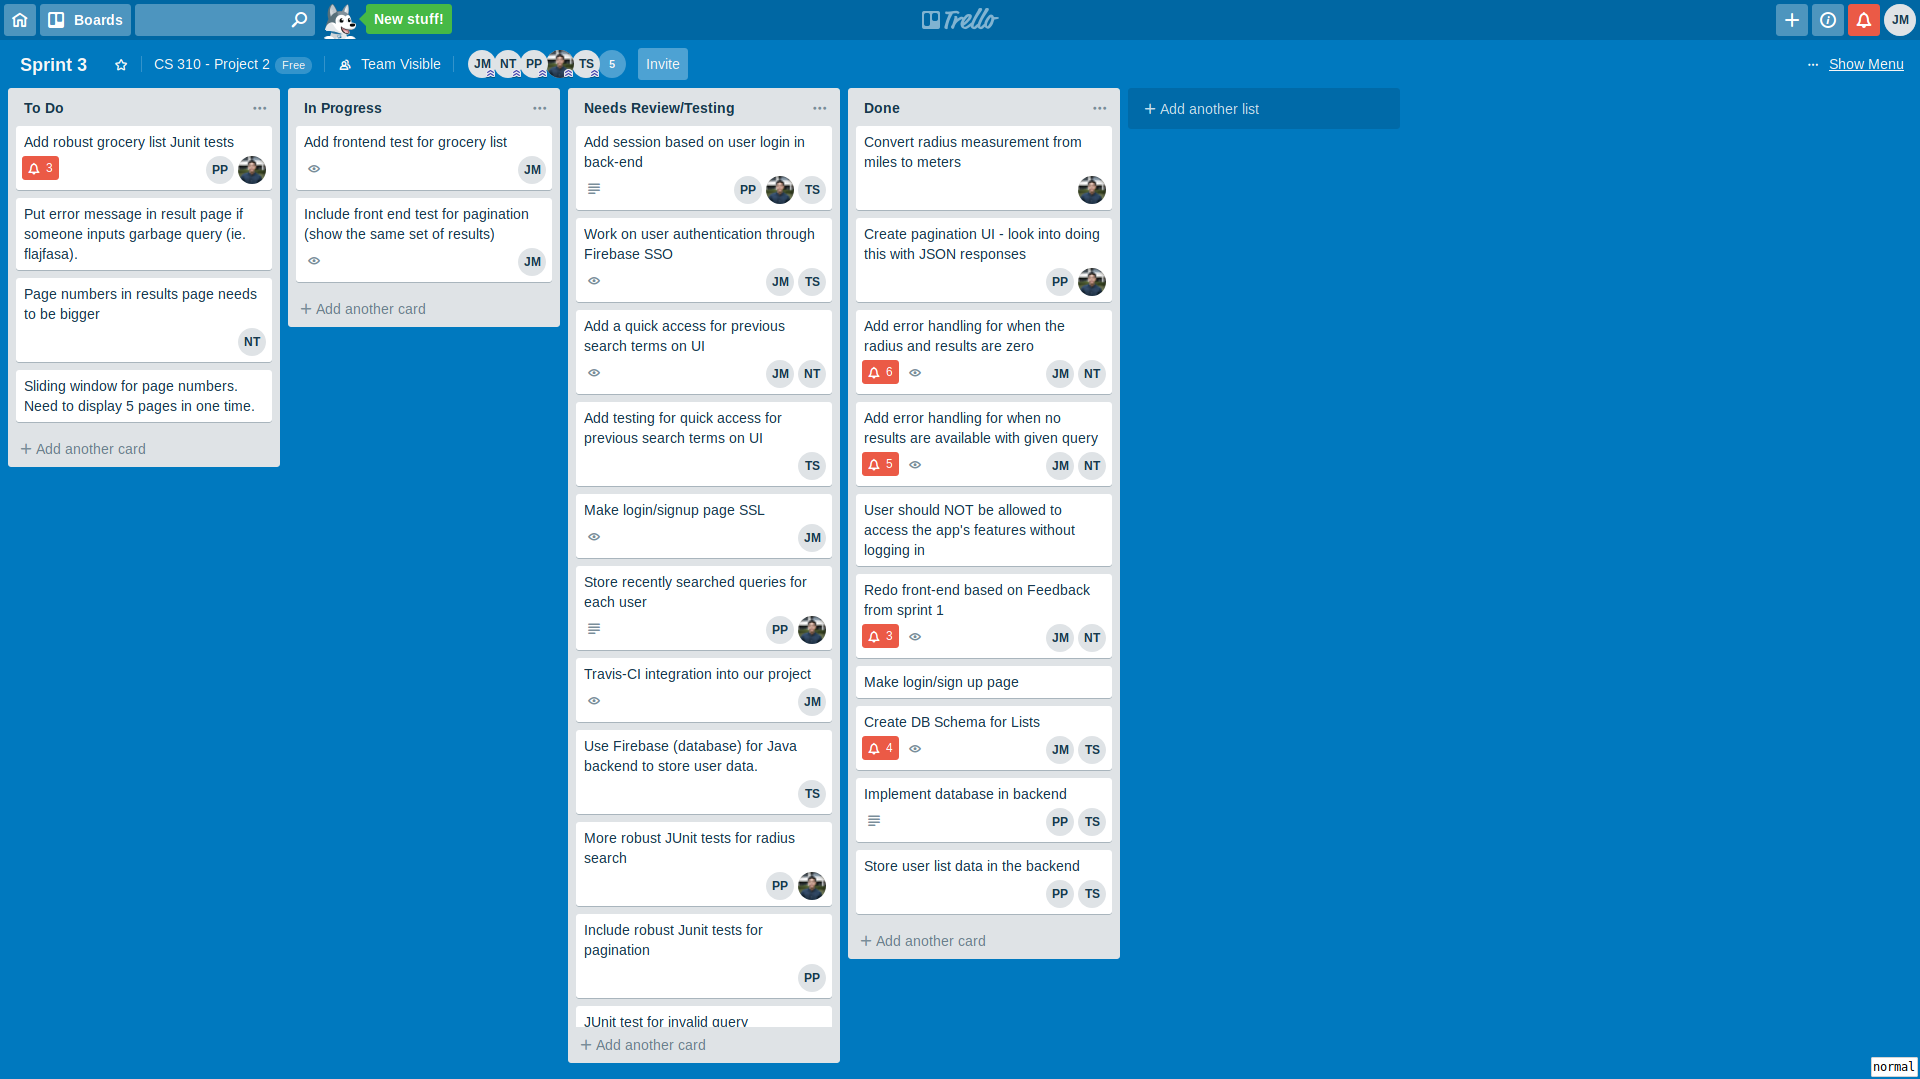 Boards
New stuff!
Trello
JM
Sprint 3
CS 310 - Project 2 Free
Team Visible
JM NT PP TS 5
Invite
Show Menu
To Do
Add robust grocery list Junit tests
3
PP
Put error message in result page if
someone inputs garbage query (ie.
flajfasa).
Page numbers in results page needs
to be bigger
NT
Sliding window for page numbers.
Need to display 5 pages in one time.
Add another card
In Progress
Add frontend test for grocery list
JM
Include front end test for pagination
(show the same set of results)
JM
Add another card
Needs Review/Testing
Add session based on user login in
back-end
PP TS
Work on user authentication through
Firebase SSO
JM TS
Add a quick access for previous
search terms on UI
JM NT
Add testing for quick access for
previous search terms on UI
TS
Make login/signup page SSL
JM
Store recently searched queries for
each user
PP
Travis-CI integration into our project
JM
Use Firebase (database) for Java
backend to store user data.
TS
More robust JUnit tests for radius
search
PP
Include robust Junit tests for
pagination
PP
JUnit test for invalid query
Add another card
Done
Convert radius measurement from
miles to meters
Create pagination UI - look into doing
this with JSON responses
PP
Add error handling for when the
radius and results are zero
6 JM NT
Add error handling for when no
results are available with given query
5 JM NT
User should NOT be allowed to
access the app's features without
logging in
Redo front-end based on Feedback
from sprint 1
3 JM NT
Make login/sign up page
Create DB Schema for Lists
4 JM TS
Implement database in backend
PP TS
Store user list data in the backend
PP TS
Add another card
Add another list
normal